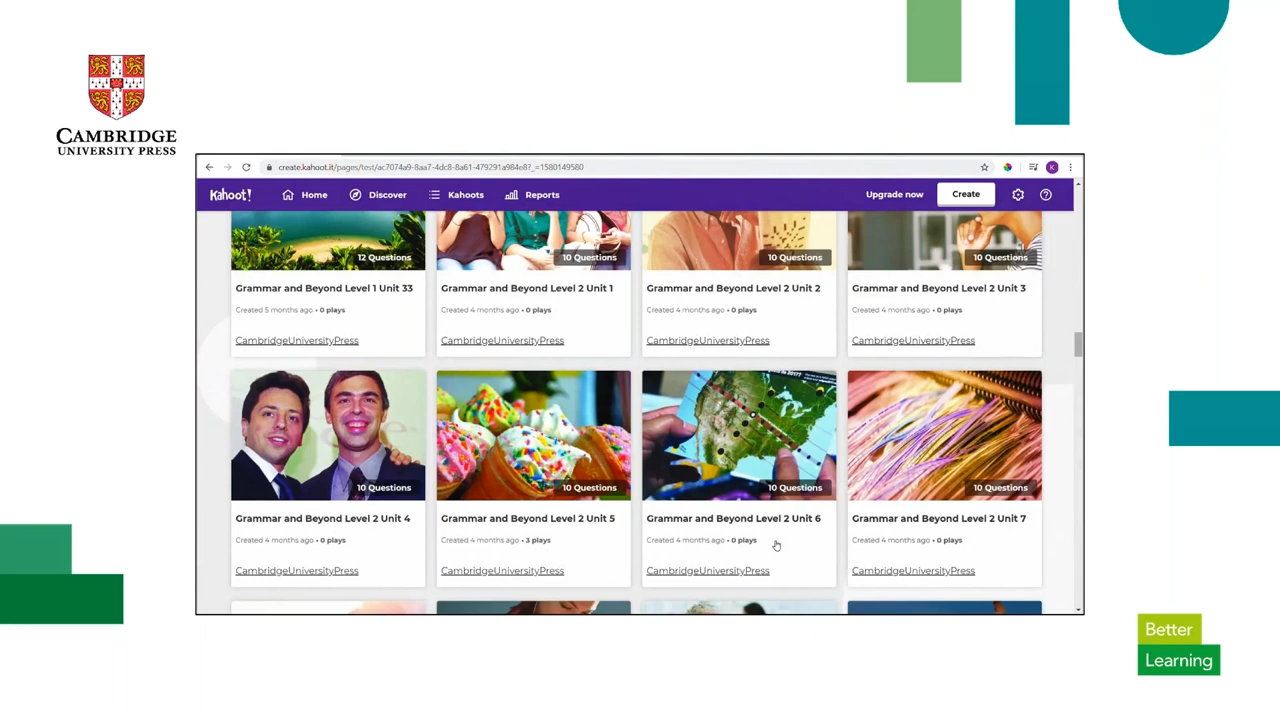 CAMBRIDGE
UNIVERSITY PRESS
create.kahoot.it/pages/test/ac7074a9-8aa7-4dc8-8a61-479291a984e8?_=1580149580
K
Kahoot!
Home
Discover
Kahoots
Reports
Upgrade now
Create
12 Questions
10 Questions
10 Questions
10 Questions
Grammar and Beyond Level 1 Unit 33
Grammar and Beyond Level 2 Unit 1
Grammar and Beyond Level 2 Unit 2
Grammar and Beyond Level 2 Unit 3
Created 5 months ago • 0 plays
Created 4 months ago • 0 plays
Created 4 months ago • 0 plays
Created 4 months ago • 0 plays
CambridgeUniversityPress
CambridgeUniversityPress
CambridgeUniversityPress
CambridgeUniversityPress
10 Questions
10 Questions
10 Questions
10 Questions
Grammar and Beyond Level 2 Unit 4
Grammar and Beyond Level 2 Unit 5
Grammar and Beyond Level 2 Unit 6
Grammar and Beyond Level 2 Unit 7
Created 4 months ago • 0 plays
Created 4 months ago • 3 plays
Created 4 months ago • 0 plays
Created 4 months ago • 0 plays
CambridgeUniversityPress
CambridgeUniversityPress
CambridgeUniversityPress
CambridgeUniversityPress
Better
Learning